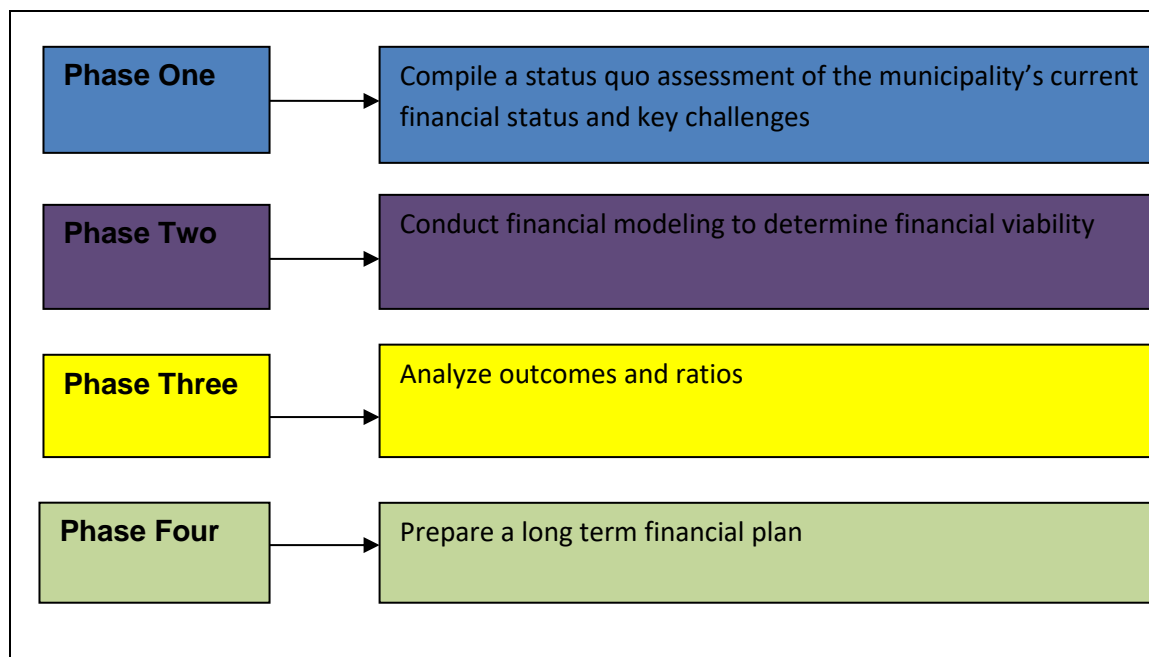 Phase One
Compile a status quo assessment of the municipality’s current
financial status and key challenges
Phase Two
Conduct financial modeling to determine financial viability
Phase Three
Analyze outcomes and ratios
Phase Four
Prepare a long term financial plan